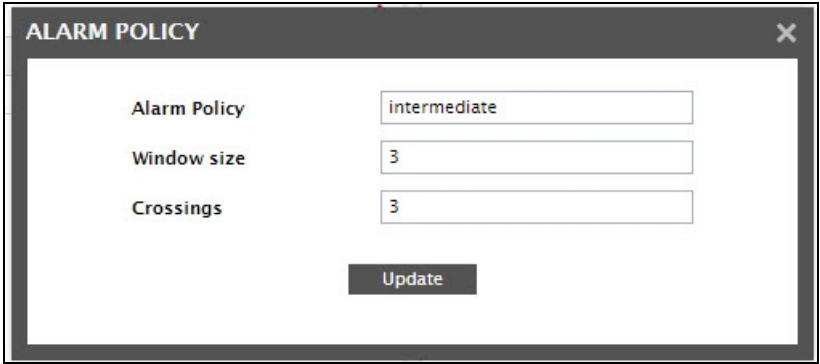 ALARM POLICY
Alarm Policy intermediate
Window size 3
Crossings 3
Update